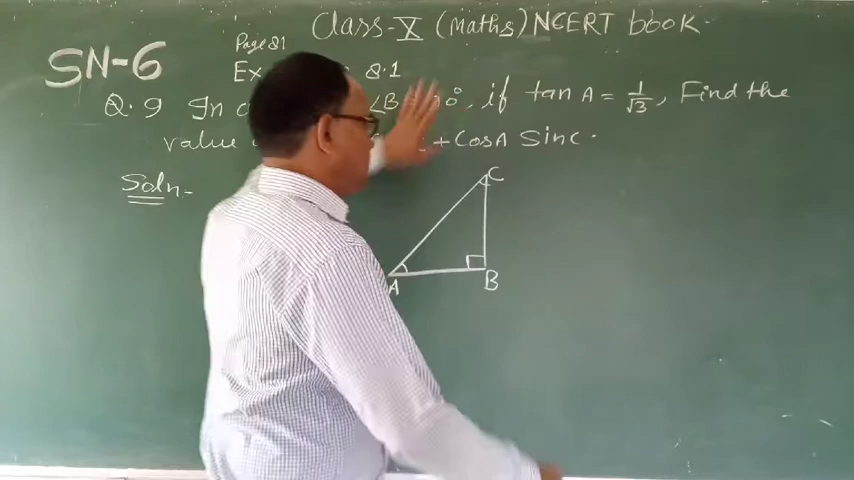 Class-X (Maths) NCERT book
SN-6
Page 81
Ex 8.1
Q. 9 In ∠B 0°, if tan A = 1/√3, Find the
value + CosA Sinc.
Soln-
C
A
B